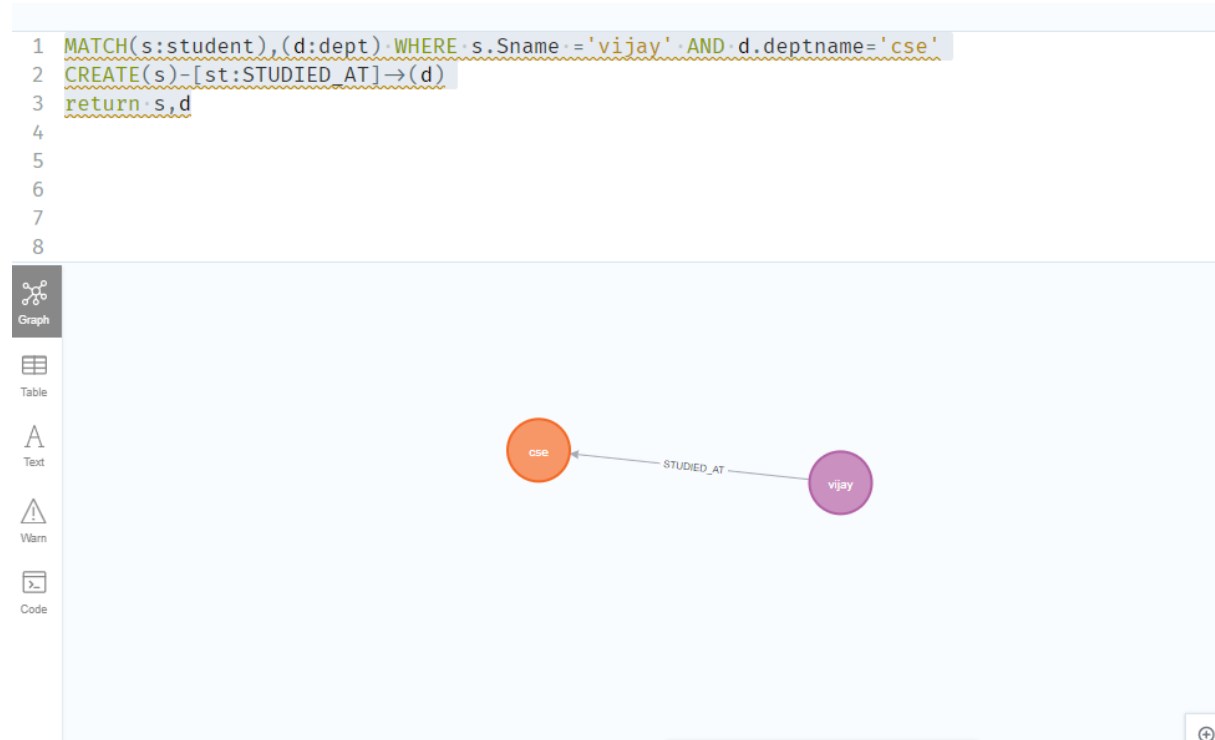 1 MATCH(s:student),(d:dept) WHERE s.Sname ='vijay' AND d.deptname='cse'
2 CREATE(s)-[st:STUDIED_AT]→(d)
3 return s,d
4
5
6
7
8
Graph
Table
Text
Warn
Code
cse
STUDIED_AT
vijay